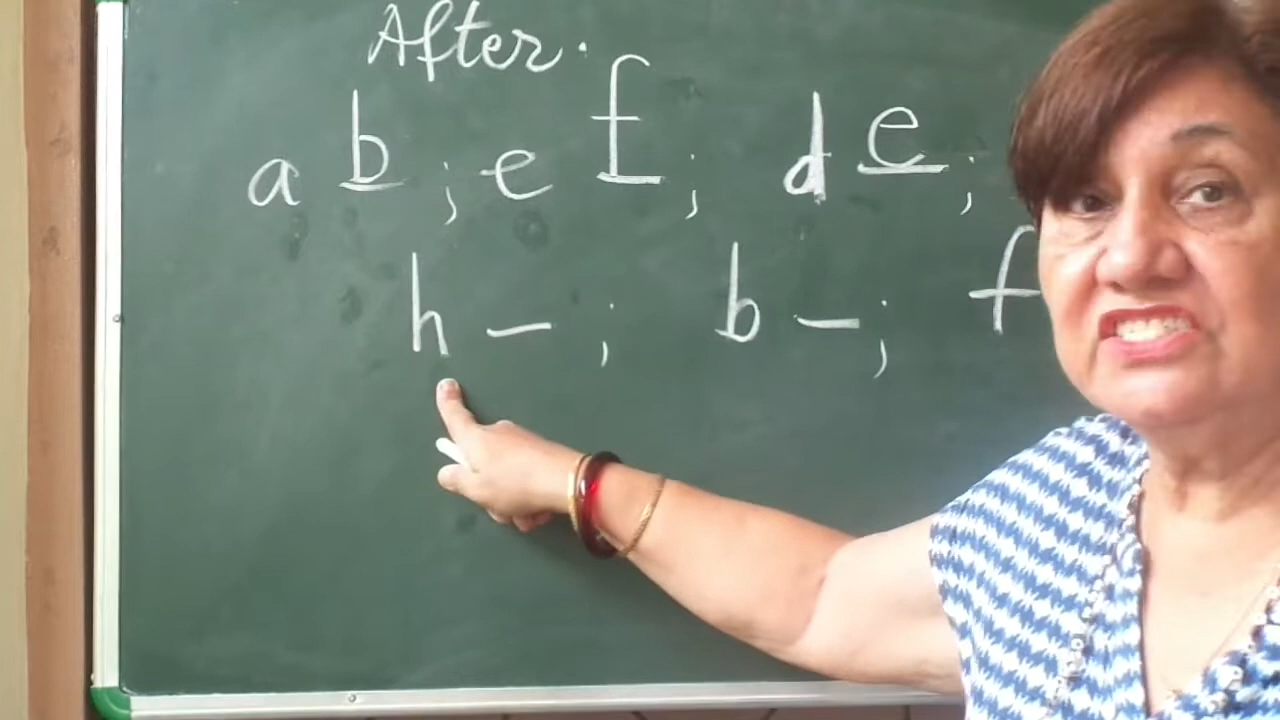 After.
a b ; e f ; d e ;
h – ; b – ; f